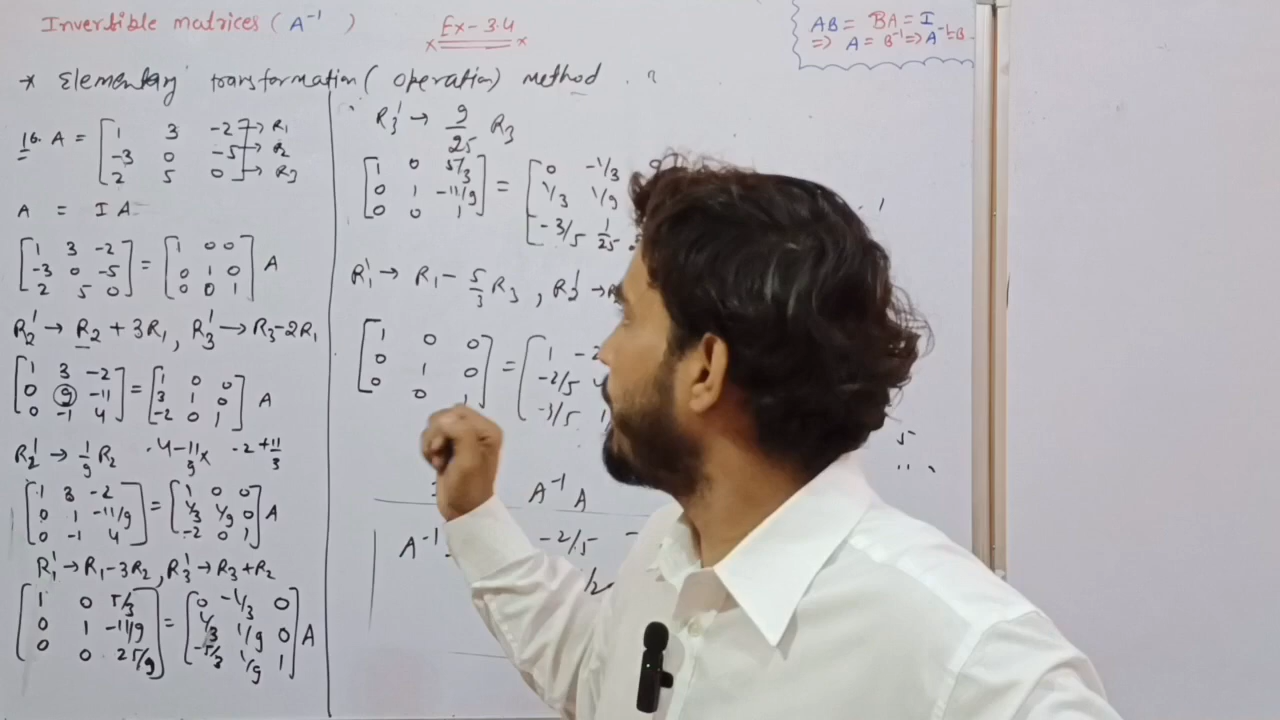 Invertible matrices (A⁻¹)
Ex-3.4
AB = BA = I
⇒ A = B⁻¹ ⇒ A⁻¹ = B
* Elementary transformation (operation) method.
16. A = [1 3 -2] → R₁
[-3 0 -5] → R₂
[2 5 0] → R₃
A = IA
[1 3 -2] = [1 0 0]
[-3 0 -5] = [0 1 0] A
[2 5 0] = [0 0 1]
R₂' → R₂ + 3R₁, R₃' → R₃ - 2R₁
[1 3 -2] = [1 0 0]
[0 9 -11] = [3 1 0] A
[0 -1 4] = [-2 0 1]
R₂' → 1/9 R₂ 4-11/9 x -2+11/3
[1 3 -2] = [1 0 0]
[0 1 -11/9] = [1/3 1/9 0] A
[0 -1 4] = [-2 0 1]
R₁' → R₁ - 3R₂, R₃' → R₃ + R₂
[1 0 5/3] = [0 -1/3 0]
[0 1 -11/9] = [1/3 1/9 0] A
[0 0 25/9] = [-5/3 1/9 1]
R₃' → 9/25 R₃
[1 0 5/3] = [0 -1/3
[0 1 -11/9] = [1/3 1/9
[0 0 1] = [-3/5 1/25
R₁' → R₁ - 5/3 R₃, R₂' →
[1 0 0] = [1
[0 1 0] = [-2/5
[0 0 1] = [-3/5
A⁻¹ A
A⁻¹
-2/5